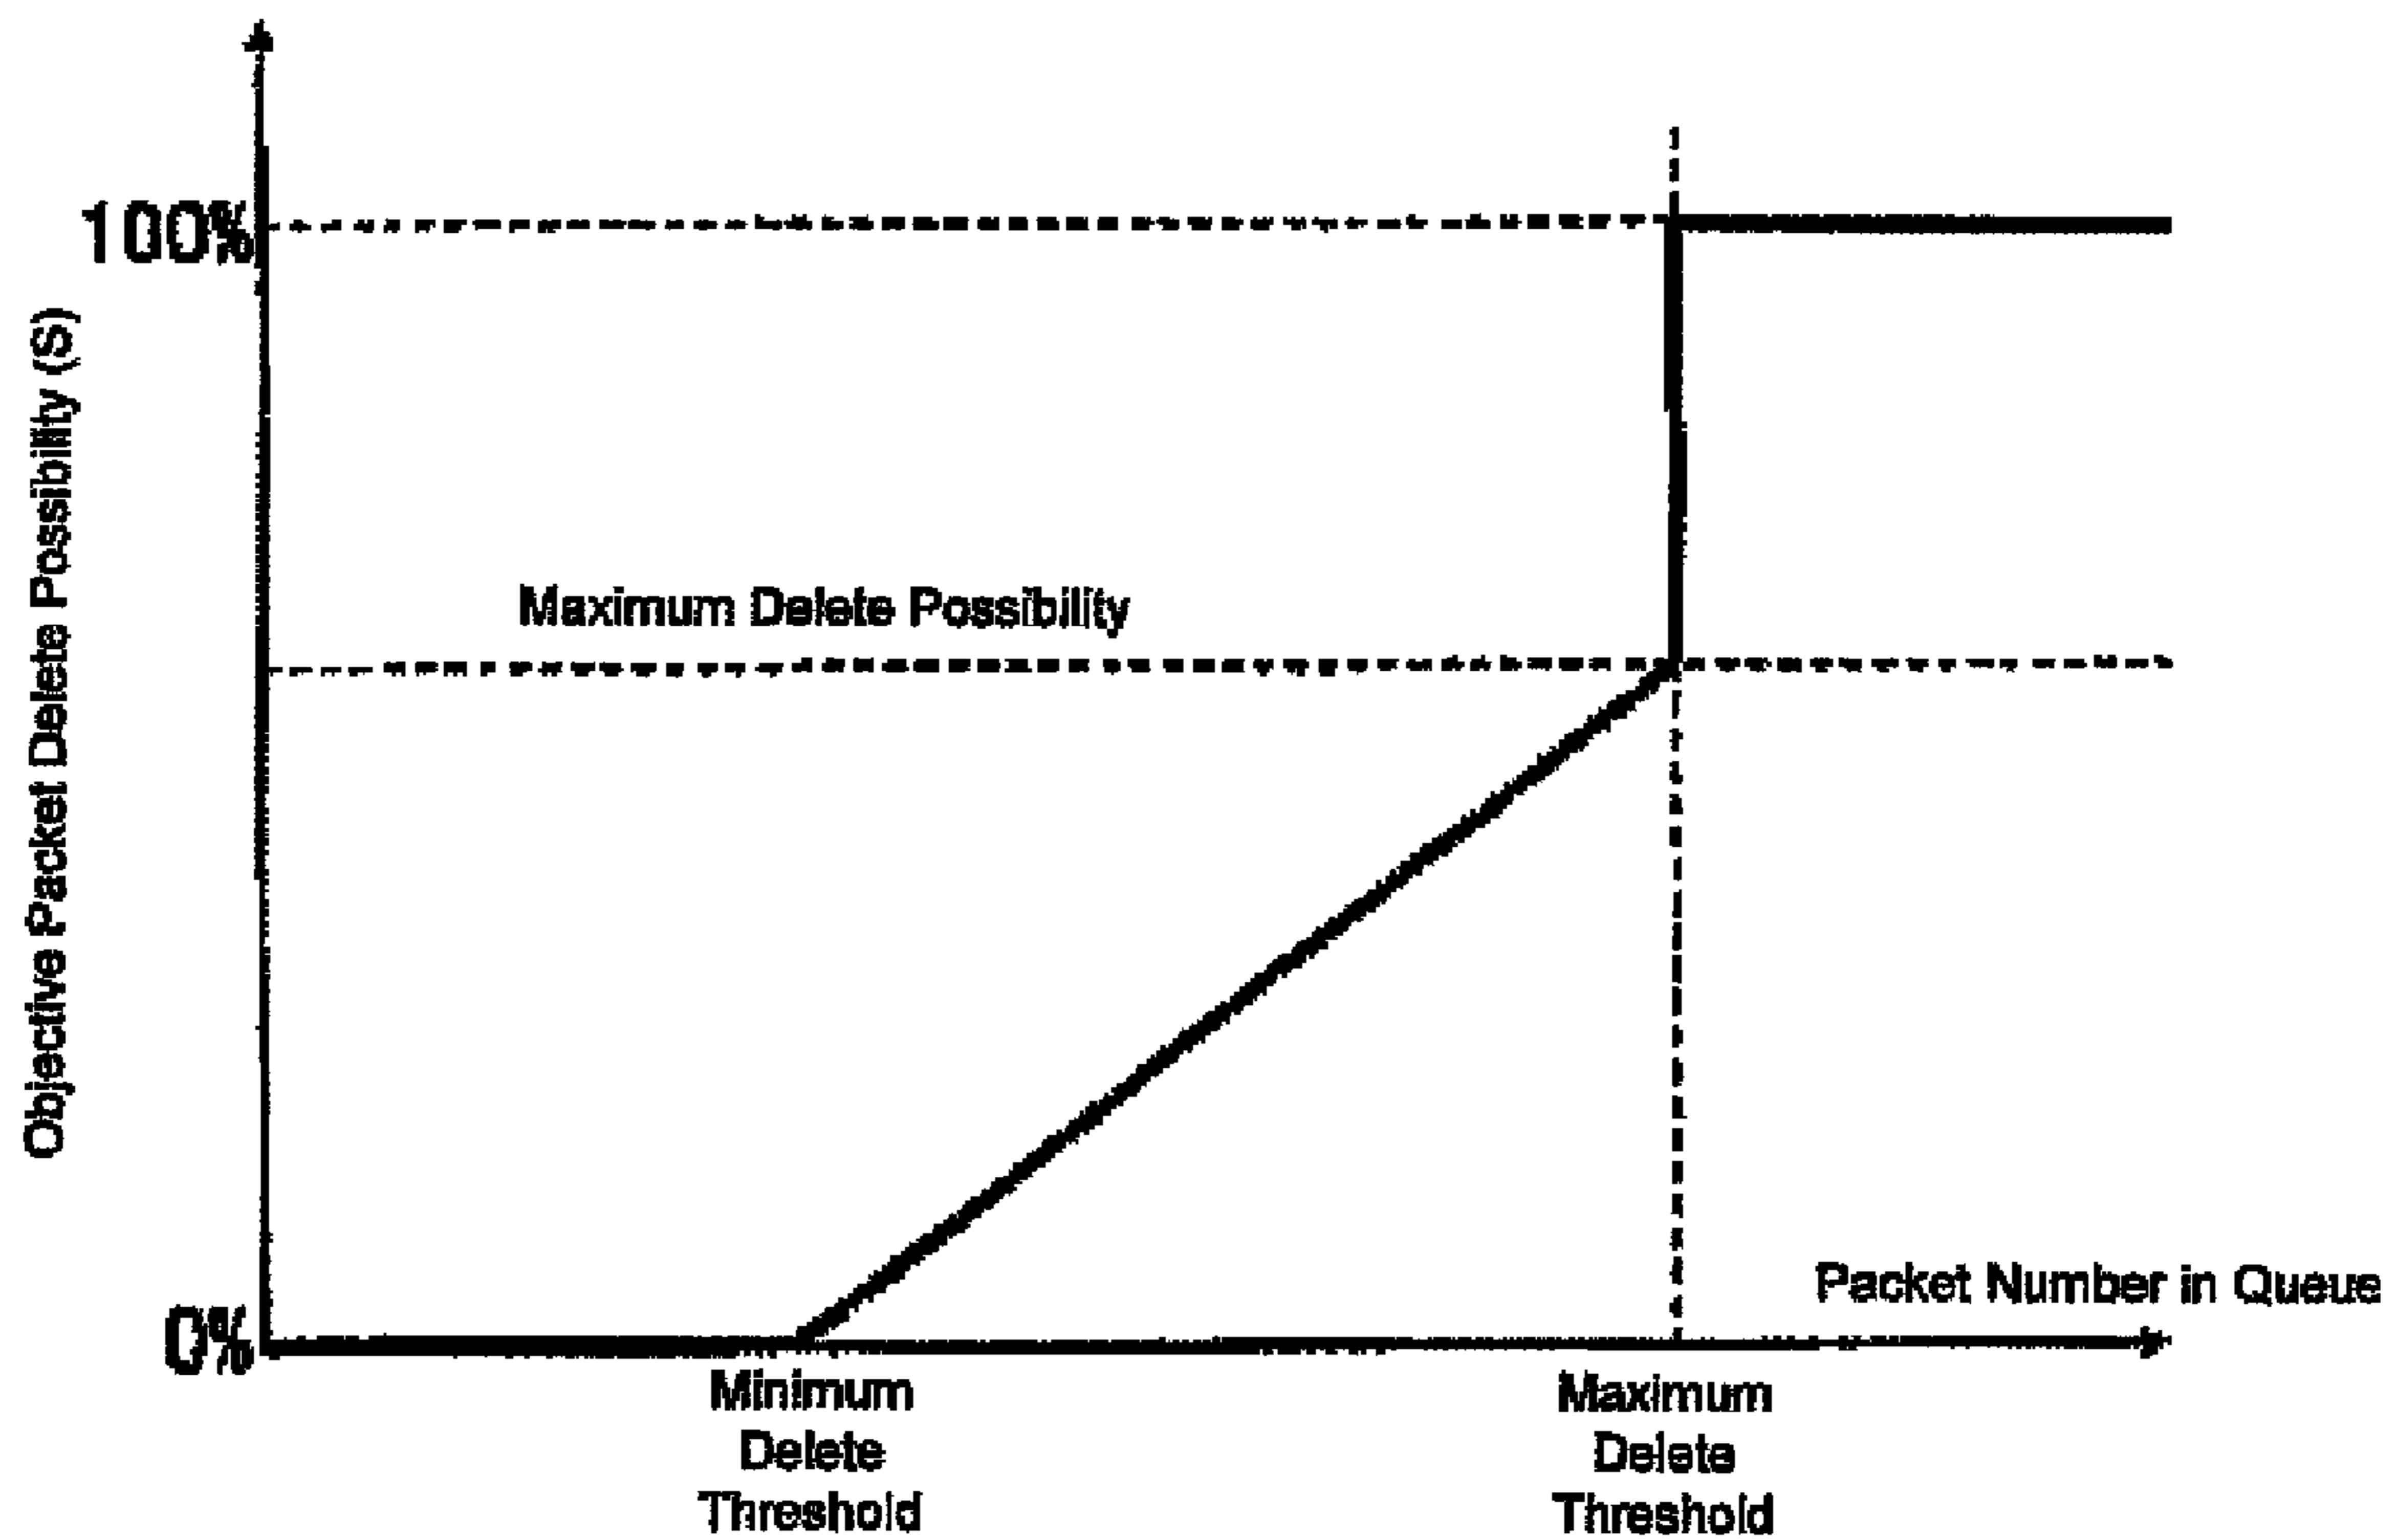 100%
Objective Packet Delete Possibility (S)
Maximum Delete Possibility
Packet Number in Queue
0%
Minimum
Delete
Threshold
Maximum
Delete
Threshold